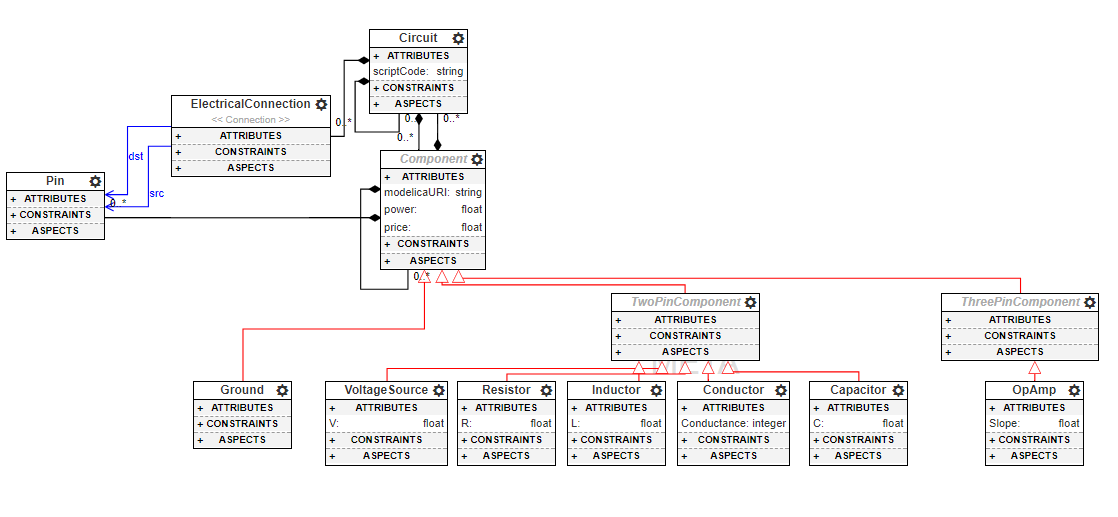 Circuit
+ ATTRIBUTES
scriptCode: string
+ CONSTRAINTS
+ ASPECTS
0..*
0..*
0..*
0..*
ElectricalConnection
<< Connection >>
+ ATTRIBUTES
+ CONSTRAINTS
+ ASPECTS
dst
src
Pin
+ ATTRIBUTES
+ CONSTRAINTS
+ ASPECTS
0..*
Component
+ ATTRIBUTES
modelicaURI: string
power: float
price: float
+ CONSTRAINTS
+ ASPECTS
0..*
TwoPinComponent
+ ATTRIBUTES
+ CONSTRAINTS
+ ASPECTS
ThreePinComponent
+ ATTRIBUTES
+ CONSTRAINTS
+ ASPECTS
Ground
+ ATTRIBUTES
+ CONSTRAINTS
+ ASPECTS
VoltageSource
+ ATTRIBUTES
V: float
+ CONSTRAINTS
+ ASPECTS
Resistor
+ ATTRIBUTES
R: float
+ CONSTRAINTS
+ ASPECTS
Inductor
+ ATTRIBUTES
L: float
+ CONSTRAINTS
+ ASPECTS
Conductor
+ ATTRIBUTES
Conductance: integer
+ CONSTRAINTS
+ ASPECTS
Capacitor
+ ATTRIBUTES
C: float
+ CONSTRAINTS
+ ASPECTS
OpAmp
+ ATTRIBUTES
Slope: float
+ CONSTRAINTS
+ ASPECTS